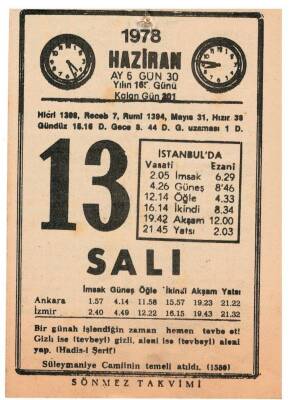 1978
HAZİRAN
AY 6 GÜN 30
Yılın 165. Günü
Kalan Gün 201
Hicrî 1398, Receb 7, Rumî 1394, Mayıs 31, Hızır 38
Gündüz 15.16 D. Gece 8. 44 D. G. uzaması 1 D.
13
İSTANBUL'DA
Vasati Ezanî
2.05 İmsak 6.29
4.26 Güneş 8'46
12.14 Öğle 4.33
16.14 İkindi 8.34
19.42 Akşam 12.00
21.45 Yatsı 2.03
SALI
İmsak Güneş Öğle İkindi Akşam Yatsı
Ankara 1.57 4.14 11.58 15.57 19.23 21.22
İzmir 2.40 4.49 12.22 16.15 19.43 21.32
Bir günah işlendiğin zaman hemen tevbe et!
Gizli ise (tevbeyi) gizli, aleni ise (tevbeyi) aleni
yap. (Hadis-i Şerif)
Süleymaniye Camiinin temeli atıldı. (1550)
SÖNMEZ TAKVİMİ